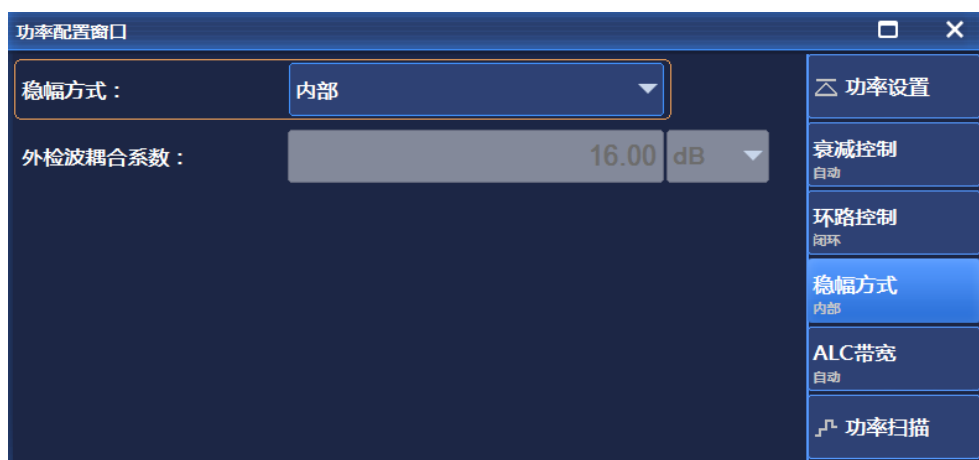 功率配置窗口
稳幅方式：
内部
外检波耦合系数：
16.00 dB
功率设置
衰减控制
自动
环路控制
闭环
稳幅方式
内部
ALC带宽
自动
功率扫描